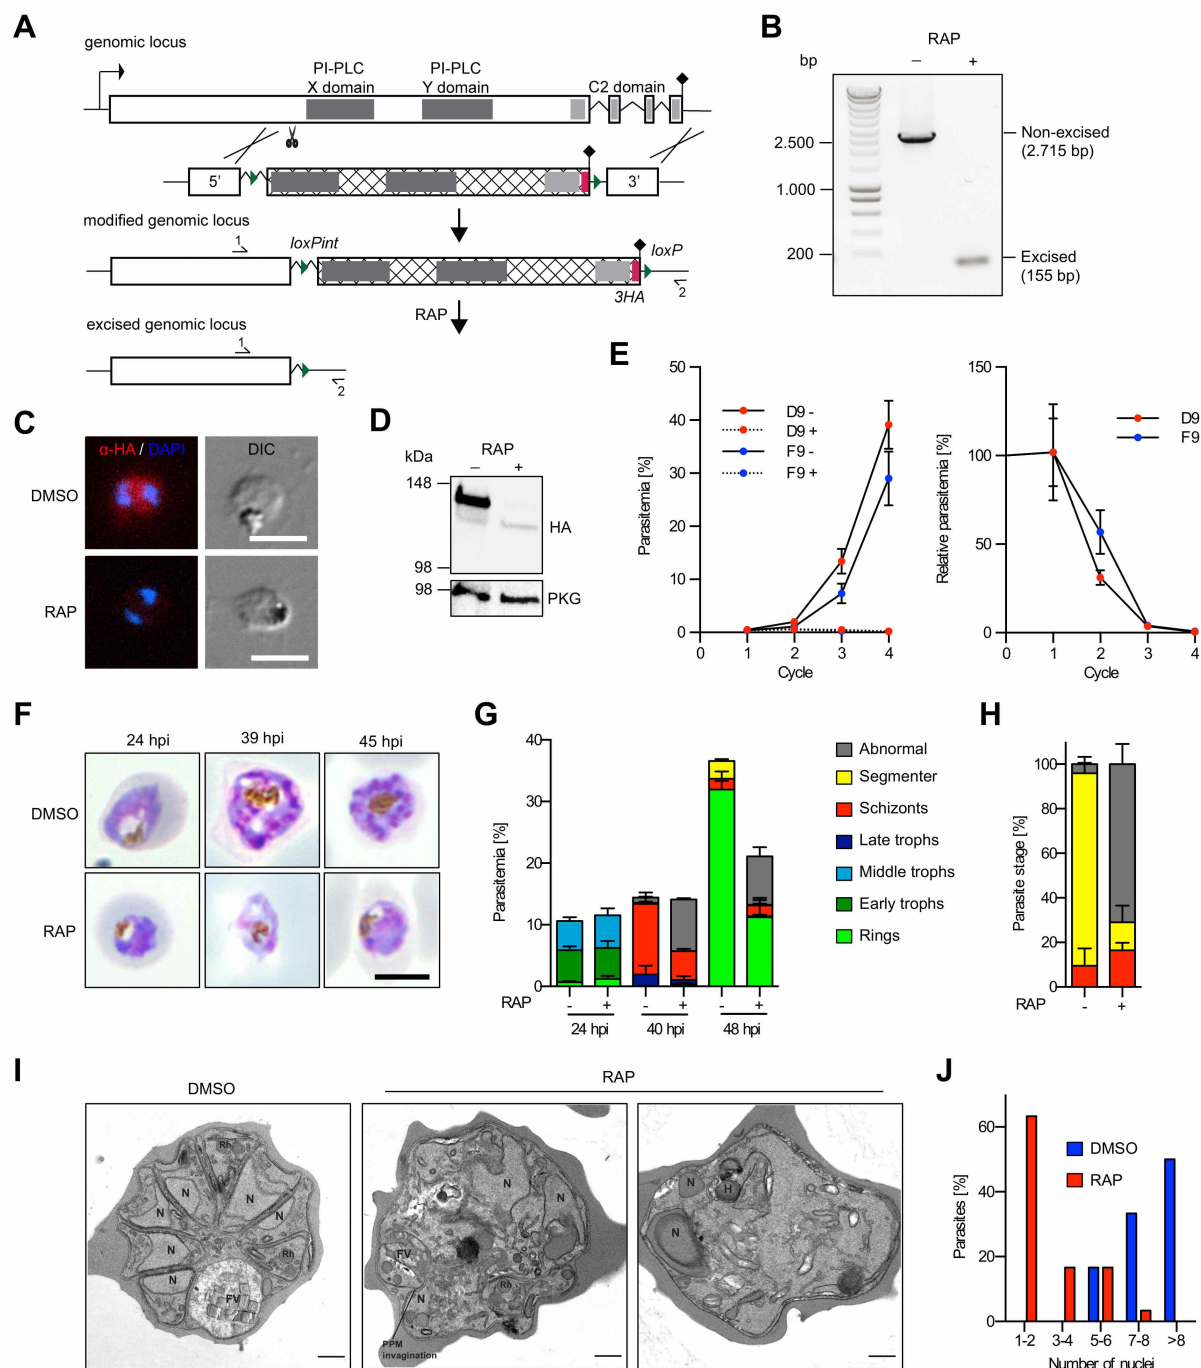 A
genomic locus
PI-PLC
X domain
PI-PLC
Y domain
C2 domain
5'
3'
modified genomic locus
1
loxPint
loxP
3HA
2
RAP
excised genomic locus
1
2
B
RAP
bp
–
+
2.500
1.000
200
Non-excised
(2.715 bp)
Excised
(155 bp)
C
α-HA / DAPI
DIC
DMSO
RAP
D
RAP
kDa
–
+
148
98
98
HA
PKG
E
Parasitemia [%]
50
40
30
20
10
0
0
1
2
3
4
Cycle
D9 -
D9 +
F9 -
F9 +
Relative parasitemia [%]
150
100
50
0
0
1
2
3
4
Cycle
D9
F9
F
24 hpi
39 hpi
45 hpi
DMSO
RAP
G
Parasitemia [%]
40
30
20
10
0
RAP
-
+
-
+
-
+
24 hpi
40 hpi
48 hpi
Abnormal
Segmenter
Schizonts
Late trophs
Middle trophs
Early trophs
Rings
H
Parasite stage [%]
100
80
60
40
20
0
RAP
-
+
I
DMSO
RAP
Rh
N
N
N
N
N
N
Rh
FV
N
N
FV
N
Rh
PPM
invagination
N
H
N
J
Parasites [%]
60
40
20
0
DMSO
RAP
1-2
3-4
5-6
7-8
>8
Number of nuclei